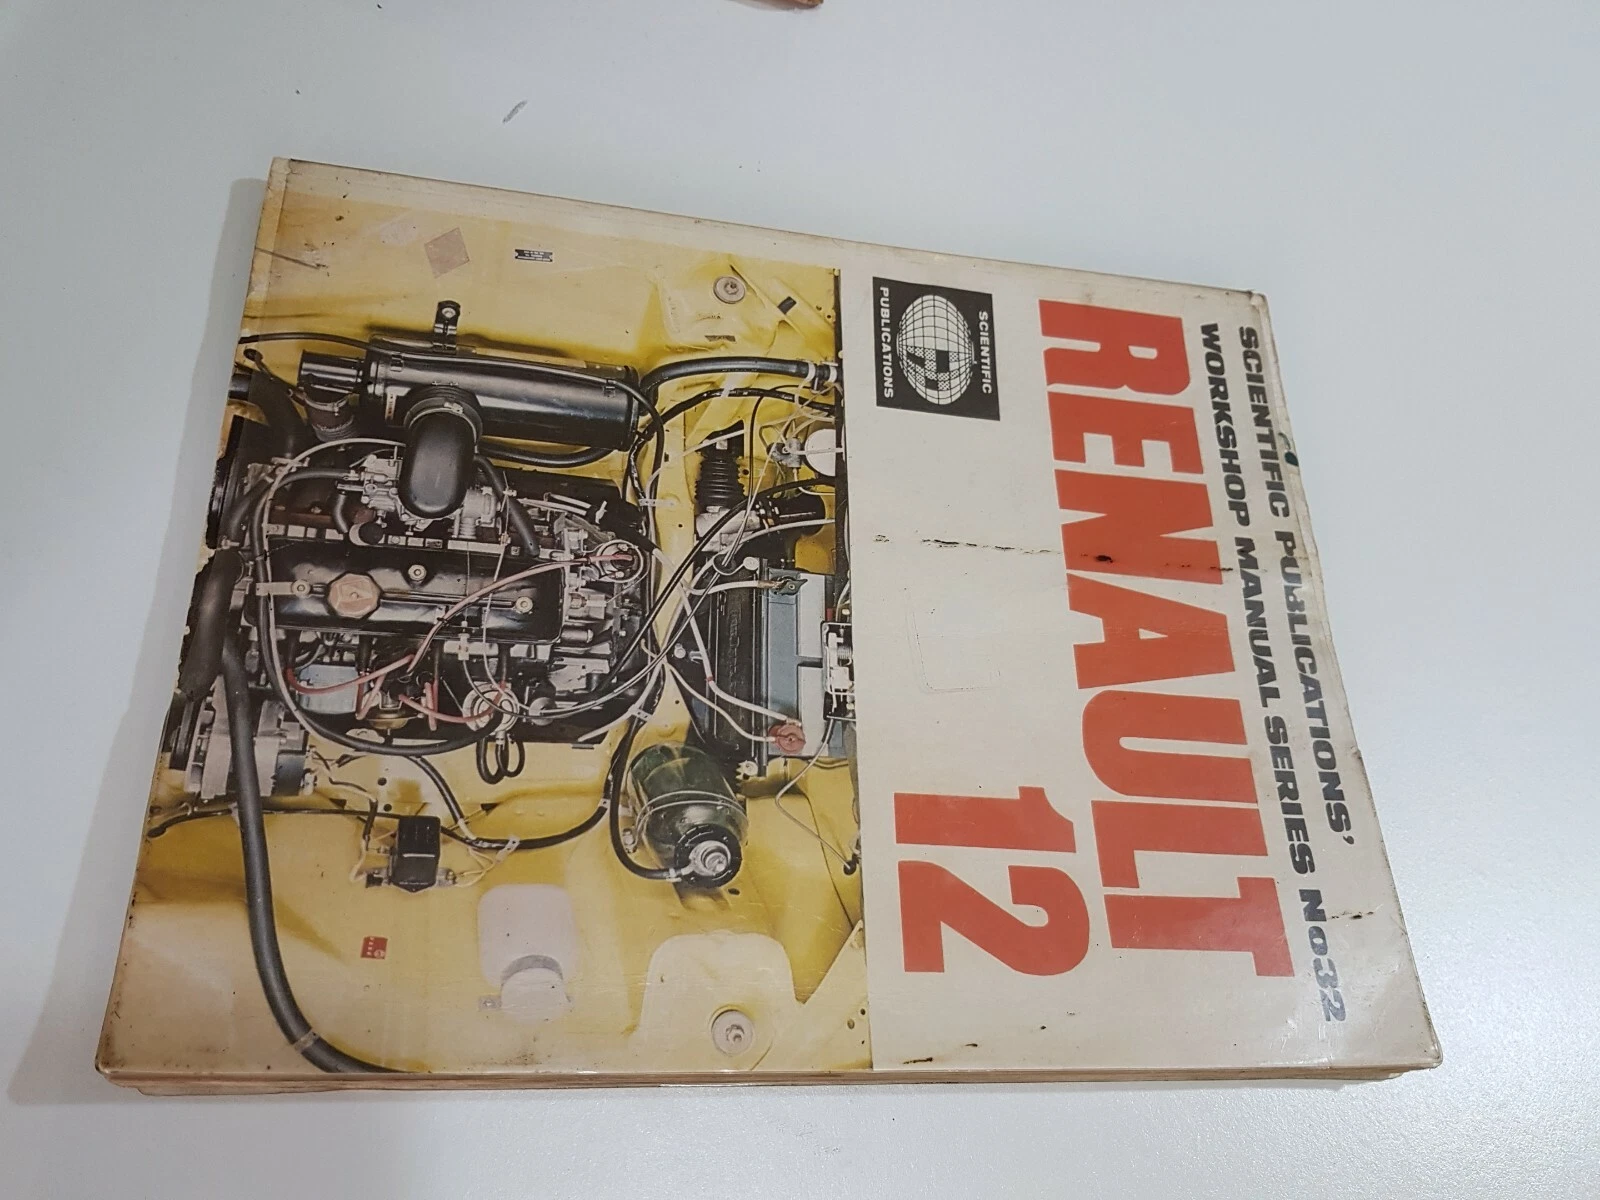 SCIENTIFIC PUBLICATIONS'
WORKSHOP MANUAL SERIES No32
RENAULT
12
SCIENTIFIC
PUBLICATIONS